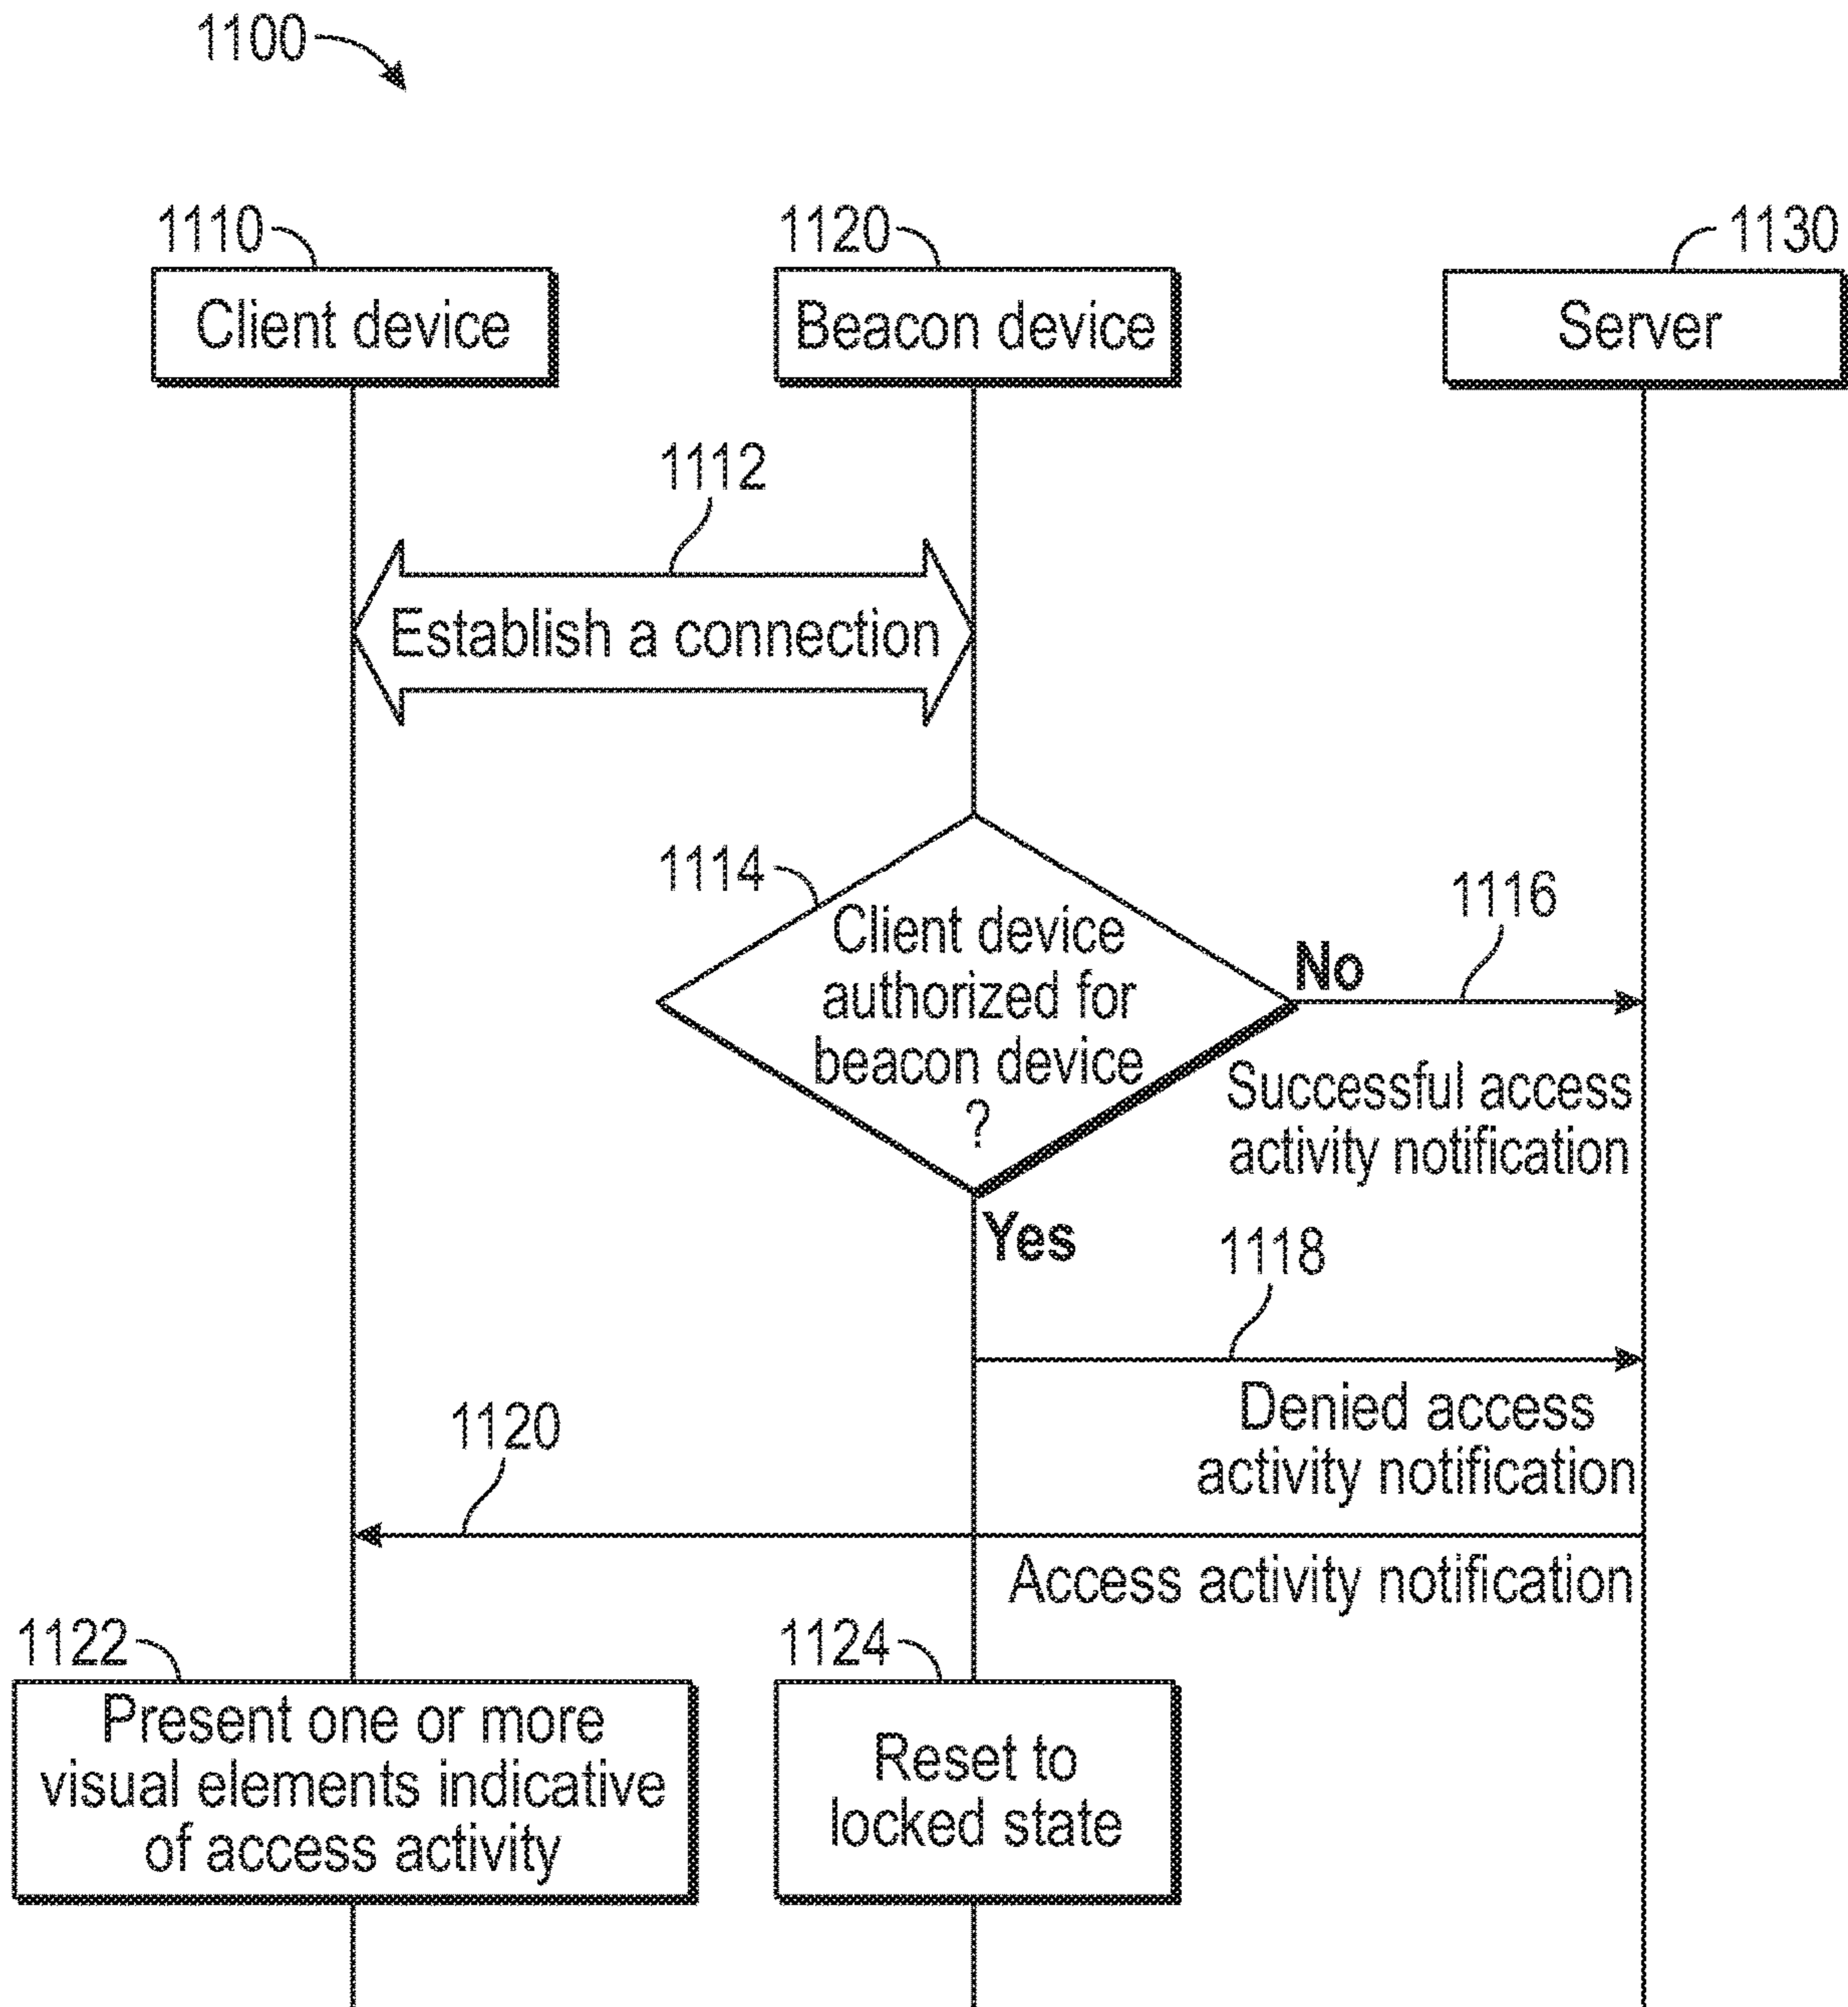 1100
1110
1120
1130
Client device
Beacon device
Server
1112
Establish a connection
1114
Client device
authorized for
beacon device
?
No
1116
Successful access
activity notification
Yes
1118
Denied access
activity notification
1120
Access activity notification
1122
Present one or more
visual elements indicative
of access activity
1124
Reset to
locked state